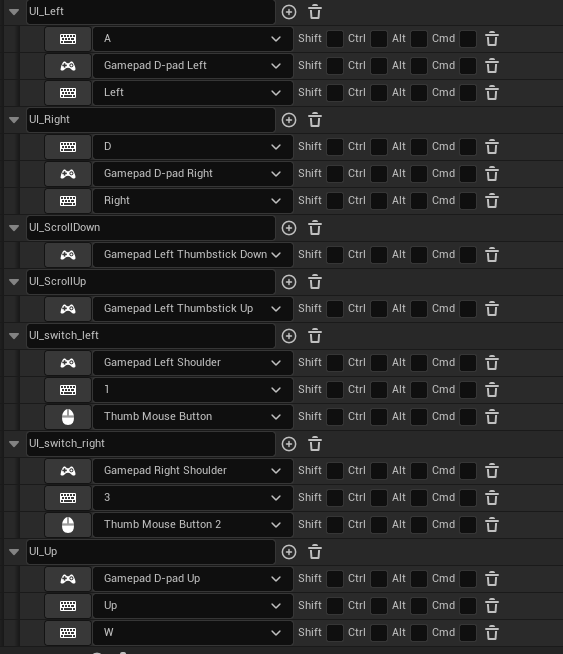 UI_Left
A Shift Ctrl Alt Cmd
Gamepad D-pad Left Shift Ctrl Alt Cmd
Left Shift Ctrl Alt Cmd
UI_Right
D Shift Ctrl Alt Cmd
Gamepad D-pad Right Shift Ctrl Alt Cmd
Right Shift Ctrl Alt Cmd
UI_ScrollDown
Gamepad Left Thumbstick Down Shift Ctrl Alt Cmd
UI_ScrollUp
Gamepad Left Thumbstick Up Shift Ctrl Alt Cmd
UI_switch_left
Gamepad Left Shoulder Shift Ctrl Alt Cmd
1 Shift Ctrl Alt Cmd
Thumb Mouse Button Shift Ctrl Alt Cmd
UI_switch_right
Gamepad Right Shoulder Shift Ctrl Alt Cmd
3 Shift Ctrl Alt Cmd
Thumb Mouse Button 2 Shift Ctrl Alt Cmd
UI_Up
Gamepad D-pad Up Shift Ctrl Alt Cmd
Up Shift Ctrl Alt Cmd
W Shift Ctrl Alt Cmd